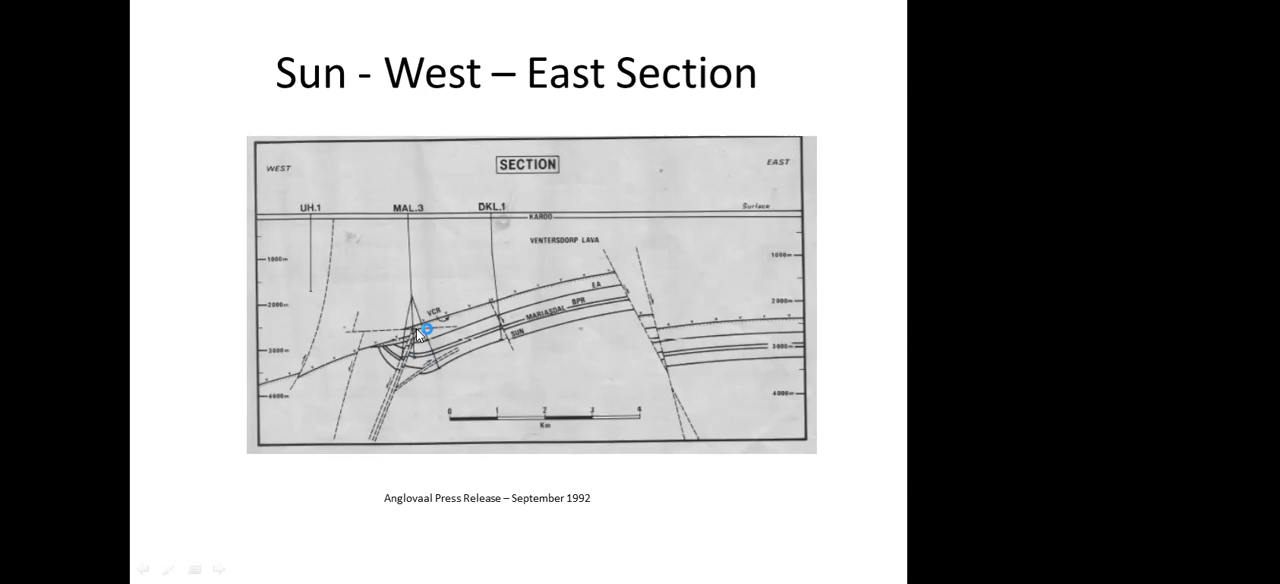 Sun - West – East Section
WEST
SECTION
EAST
UH.1
MAL.3
DKL.1
Surface
KAROO
VENTERSDORP LAVA
1000m
1000m
EA
2000m
VCR
MARIASDAL
BPR
2000m
SUN
3000m
3000m
4000m
4000m
0 1 2 3 4
Km
Anglovaal Press Release – September 1992